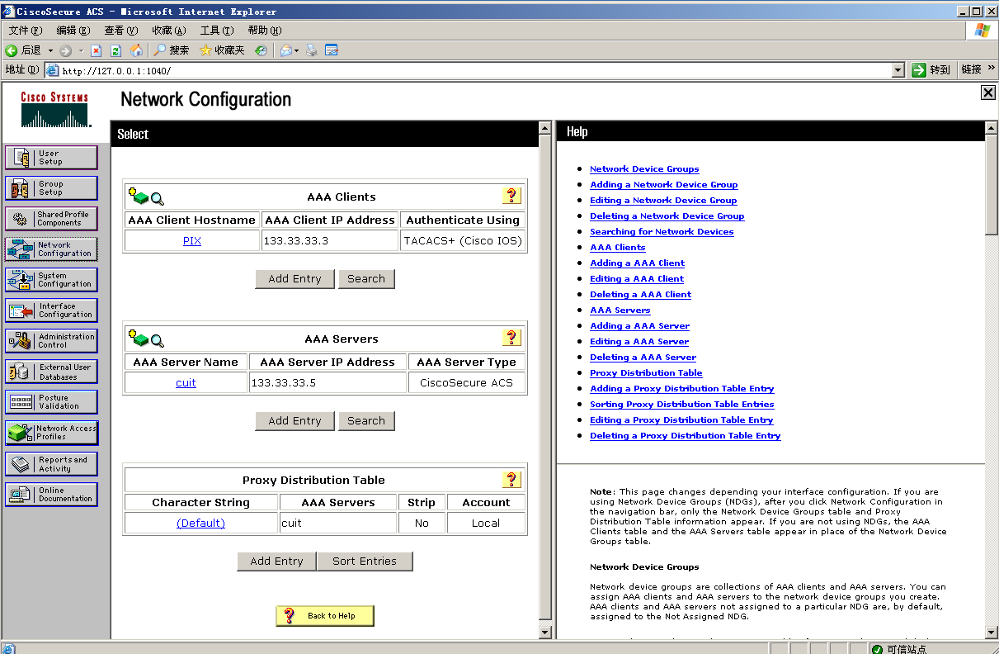 CiscoSecure ACS - Microsoft Internet Explorer
文件(F) 编辑(E) 查看(V) 收藏(A) 工具(T) 帮助(H)
后退 搜索 收藏夹
地址(D) http://127.0.0.1:1040/ 转到 链接 »
CISCO SYSTEMS
Network Configuration
User
Setup
Group
Setup
Shared Profile
Components
Network
Configuration
System
Configuration
Interface
Configuration
Administration
Control
External User
Databases
Posture
Validation
Network Access
Profiles
Reports and
Activity
Online
Documentation
Select
AAA Clients ?
AAA Client Hostname AAA Client IP Address Authenticate Using
PIX 133.33.33.3 TACACS+ (Cisco IOS)
Add Entry Search
AAA Servers ?
AAA Server Name AAA Server IP Address AAA Server Type
cuit 133.33.33.5 CiscoSecure ACS
Add Entry Search
Proxy Distribution Table ?
Character String AAA Servers Strip Account
(Default) cuit No Local
Add Entry Sort Entries
? Back to Help
Help
Network Device Groups
Adding a Network Device Group
Editing a Network Device Group
Deleting a Network Device Group
Searching for Network Devices
AAA Clients
Adding a AAA Client
Editing a AAA Client
Deleting a AAA Client
AAA Servers
Adding a AAA Server
Editing a AAA Server
Deleting a AAA Server
Proxy Distribution Table
Adding a Proxy Distribution Table Entry
Sorting Proxy Distribution Table Entries
Editing a Proxy Distribution Table Entry
Deleting a Proxy Distribution Table Entry
Note: This page changes depending your interface configuration. If you are
using Network Device Groups (NDGs), after you click Network Configuration in
the navigation bar, only the Network Device Groups table and Proxy
Distribution Table information appear. If you are not using NDGs, the AAA
Clients table and the AAA Servers table appear in place of the Network Device
Groups table.
Network Device Groups
Network device groups are collections of AAA clients and AAA servers. You can
assign AAA clients and AAA servers to the network device groups you create.
AAA clients and AAA servers not assigned to a particular NDG are, by default,
assigned to the Not Assigned NDG.
可信站点